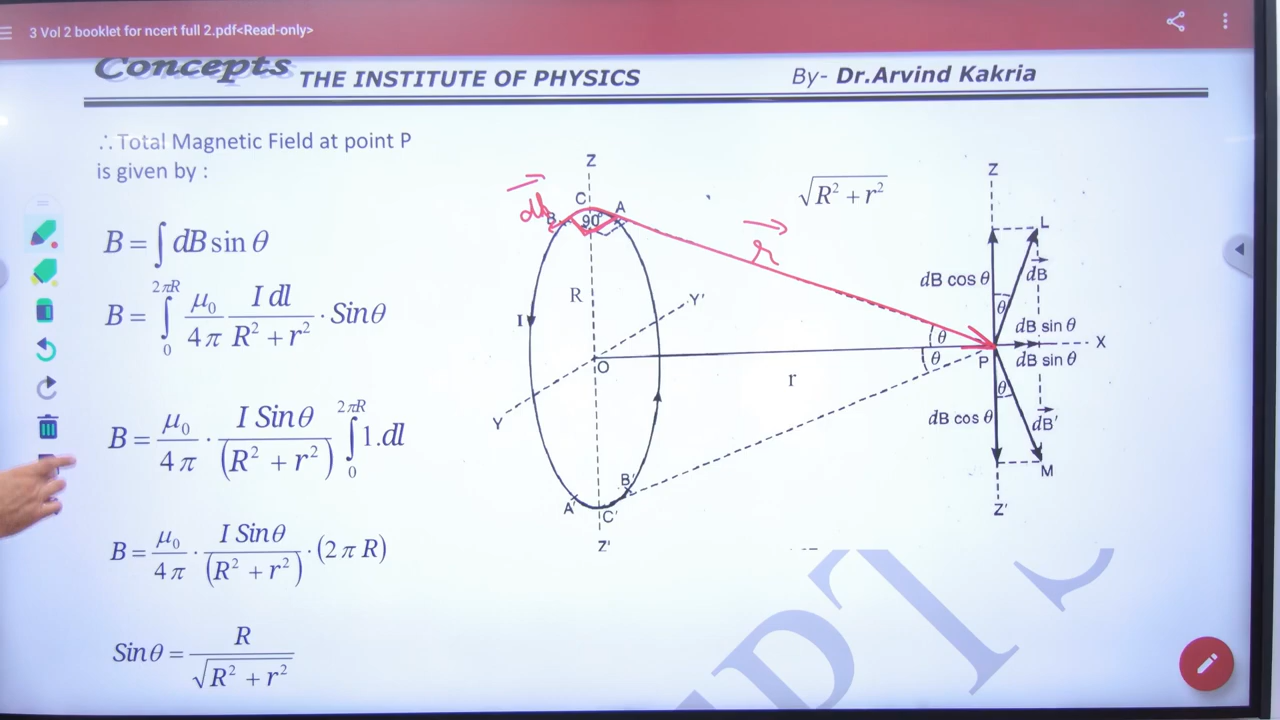 3 Vol 2 booklet for ncert full 2.pdf<Read-only>
Concepts THE INSTITUTE OF PHYSICS By- Dr.Arvind Kakria
∴ Total Magnetic Field at point P
is given by :
B = ∫ dB sin θ
B = ∫₀^{2πR} μ₀/4π I dl/(R² + r²) · Sinθ
B = μ₀/4π · I Sinθ/(R² + r²) ∫₀^{2πR} 1.dl
B = μ₀/4π · I Sinθ/(R² + r²) · (2π R)
Sinθ = R/√(R² + r²)
Z
√(R² + r²)
Z
C
A
dl
B
90°
r
L
dB cos θ
dB
R
Y'
θ
I
θ
dB sin θ
X
O
θ
P
dB sin θ
r
θ
Y
dB cos θ
dB'
B'
M
A'
C'
Z'
Z'